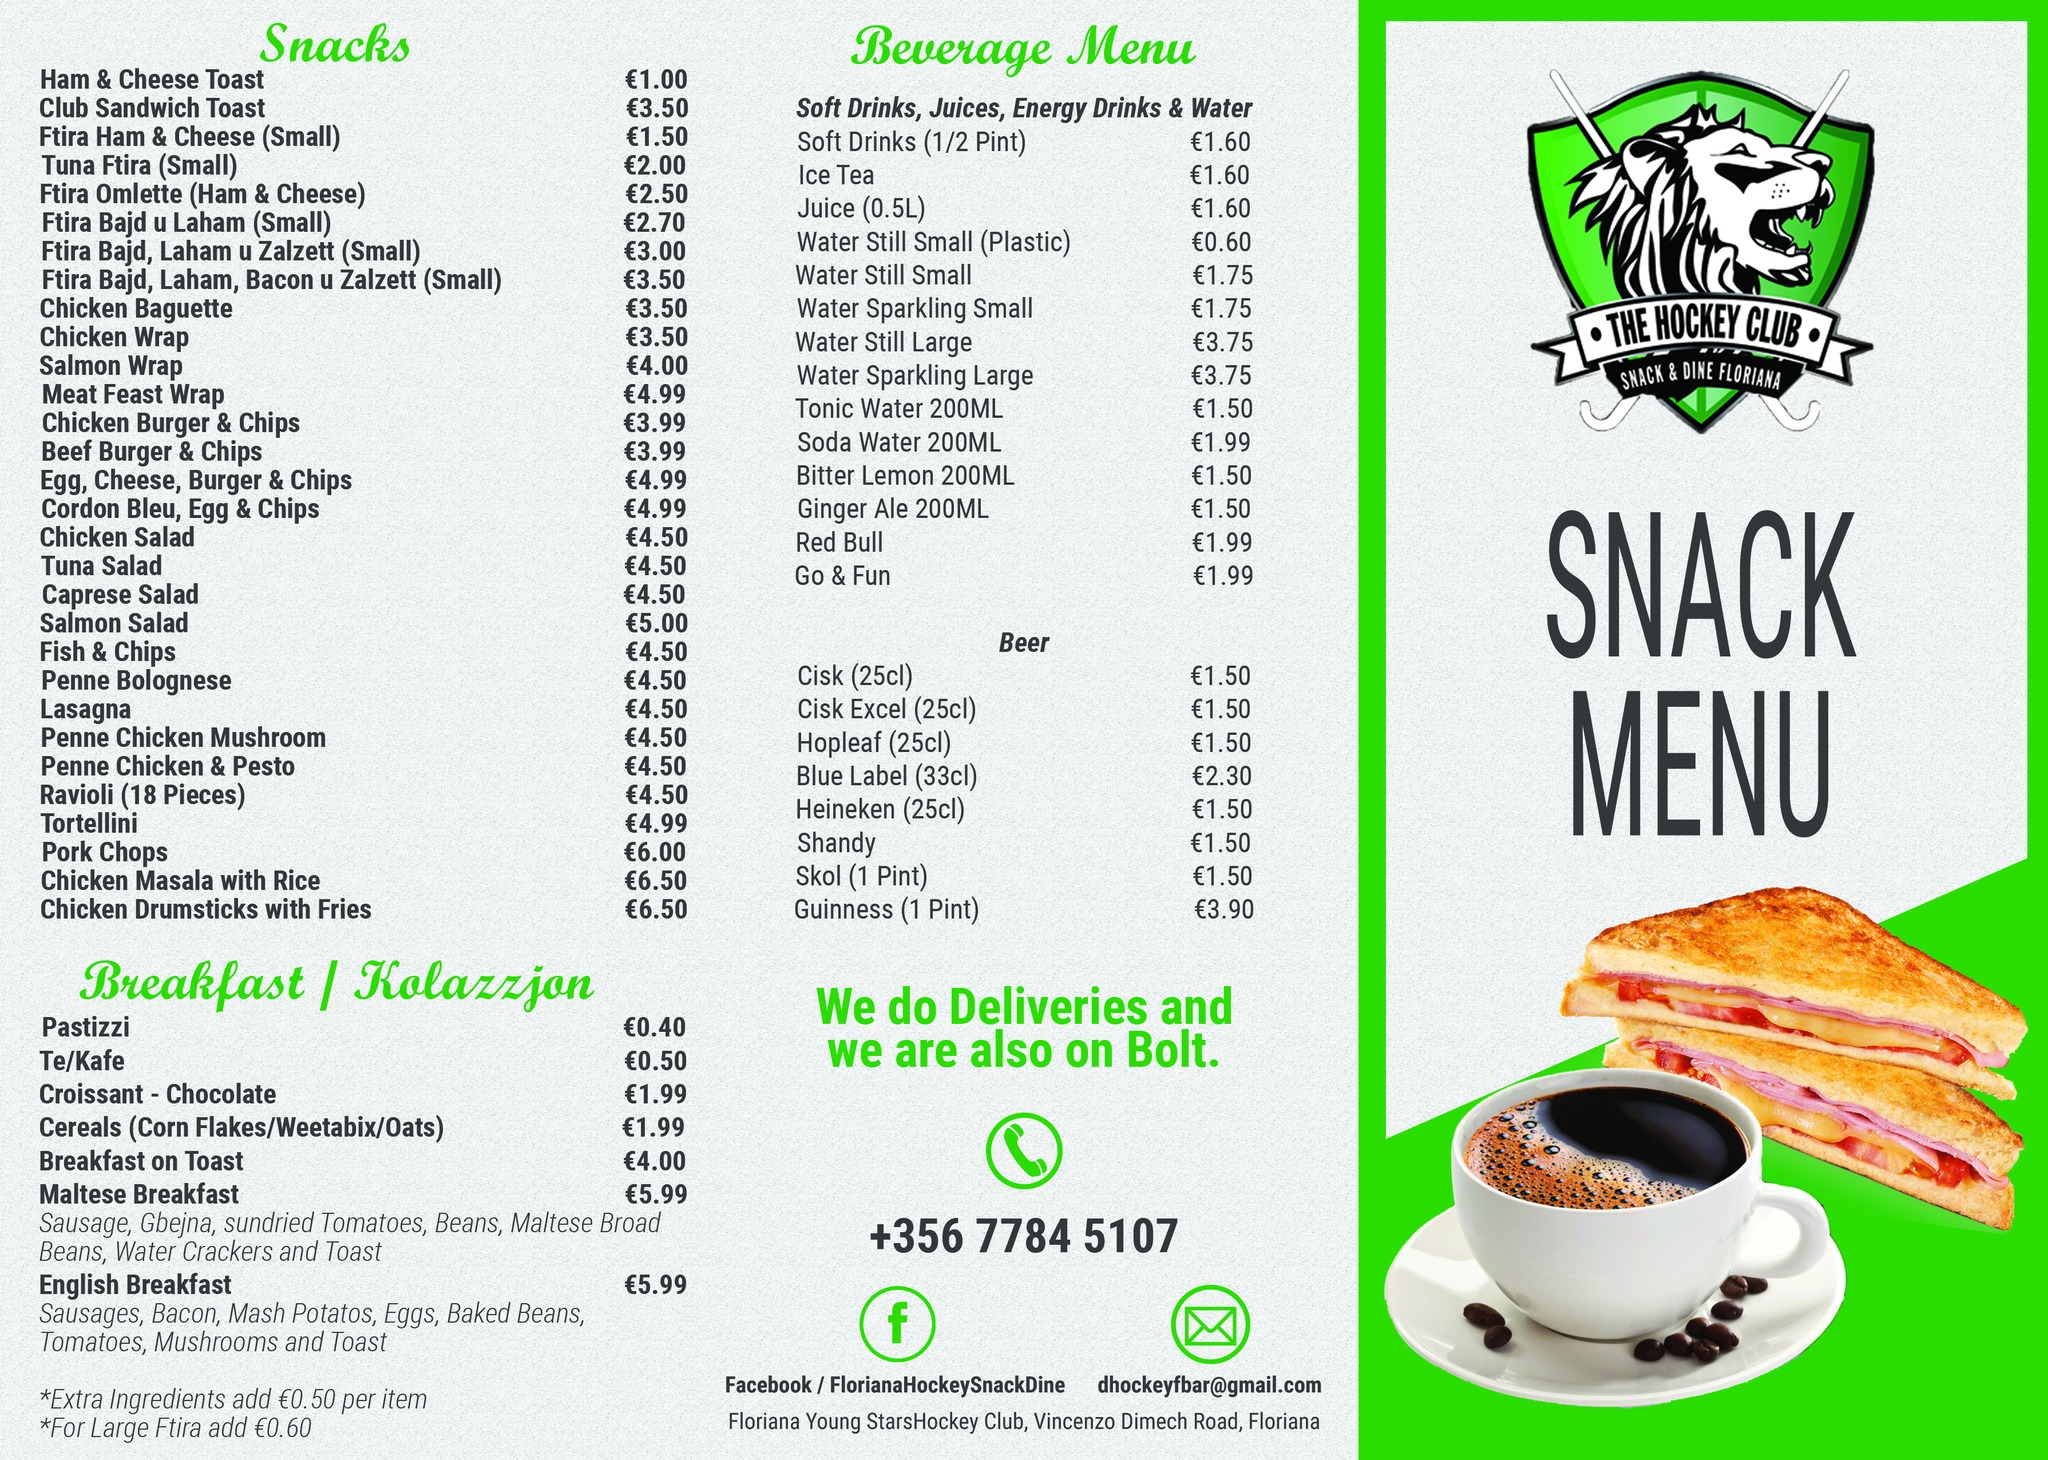 Snacks
Ham & Cheese Toast €1.00
Club Sandwich Toast €3.50
Ftira Ham & Cheese (Small) €1.50
Tuna Ftira (Small) €2.00
Ftira Omlette (Ham & Cheese) €2.50
Ftira Bajd u Laham (Small) €2.70
Ftira Bajd, Laham u Zalzett (Small) €3.00
Ftira Bajd, Laham, Bacon u Zalzett (Small) €3.50
Chicken Baguette €3.50
Chicken Wrap €3.50
Salmon Wrap €4.00
Meat Feast Wrap €4.99
Chicken Burger & Chips €3.99
Beef Burger & Chips €3.99
Egg, Cheese, Burger & Chips €4.99
Cordon Bleu, Egg & Chips €4.99
Chicken Salad €4.50
Tuna Salad €4.50
Caprese Salad €4.50
Salmon Salad €5.00
Fish & Chips €4.50
Penne Bolognese €4.50
Lasagna €4.50
Penne Chicken Mushroom €4.50
Penne Chicken & Pesto €4.50
Ravioli (18 Pieces) €4.50
Tortellini €4.99
Pork Chops €6.00
Chicken Masala with Rice €6.50
Chicken Drumsticks with Fries €6.50
Breakfast / Kolazzjon
Pastizzi €0.40
Te/Kafe €0.50
Croissant - Chocolate €1.99
Cereals (Corn Flakes/Weetabix/Oats) €1.99
Breakfast on Toast €4.00
Maltese Breakfast €5.99
Sausage, Gbejna, sundried Tomatoes, Beans, Maltese Broad
Beans, Water Crackers and Toast
English Breakfast €5.99
Sausages, Bacon, Mash Potatos, Eggs, Baked Beans,
Tomatoes, Mushrooms and Toast
*Extra Ingredients add €0.50 per item
*For Large Ftira add €0.60
Beverage Menu
Soft Drinks, Juices, Energy Drinks & Water
Soft Drinks (1/2 Pint) €1.60
Ice Tea €1.60
Juice (0.5L) €1.60
Water Still Small (Plastic) €0.60
Water Still Small €1.75
Water Sparkling Small €1.75
Water Still Large €3.75
Water Sparkling Large €3.75
Tonic Water 200ML €1.50
Soda Water 200ML €1.99
Bitter Lemon 200ML €1.50
Ginger Ale 200ML €1.50
Red Bull €1.99
Go & Fun €1.99
Beer
Cisk (25cl) €1.50
Cisk Excel (25cl) €1.50
Hopleaf (25cl) €1.50
Blue Label (33cl) €2.30
Heineken (25cl) €1.50
Shandy €1.50
Skol (1 Pint) €1.50
Guinness (1 Pint) €3.90
We do Deliveries and
we are also on Bolt.
+356 7784 5107
f
Facebook / FlorianaHockeySnackDine dhockeyfbar@gmail.com
Floriana Young StarsHockey Club, Vincenzo Dimech Road, Floriana
• THE HOCKEY CLUB •
SNACK & DINE FLORIANA
SNACK
MENU